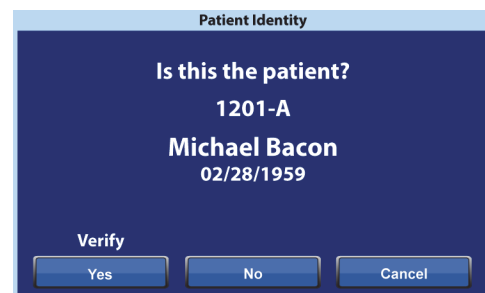 Patient Identity
Is this the patient?
1201-A
Michael Bacon
02/28/1959
Verify
Yes No Cancel